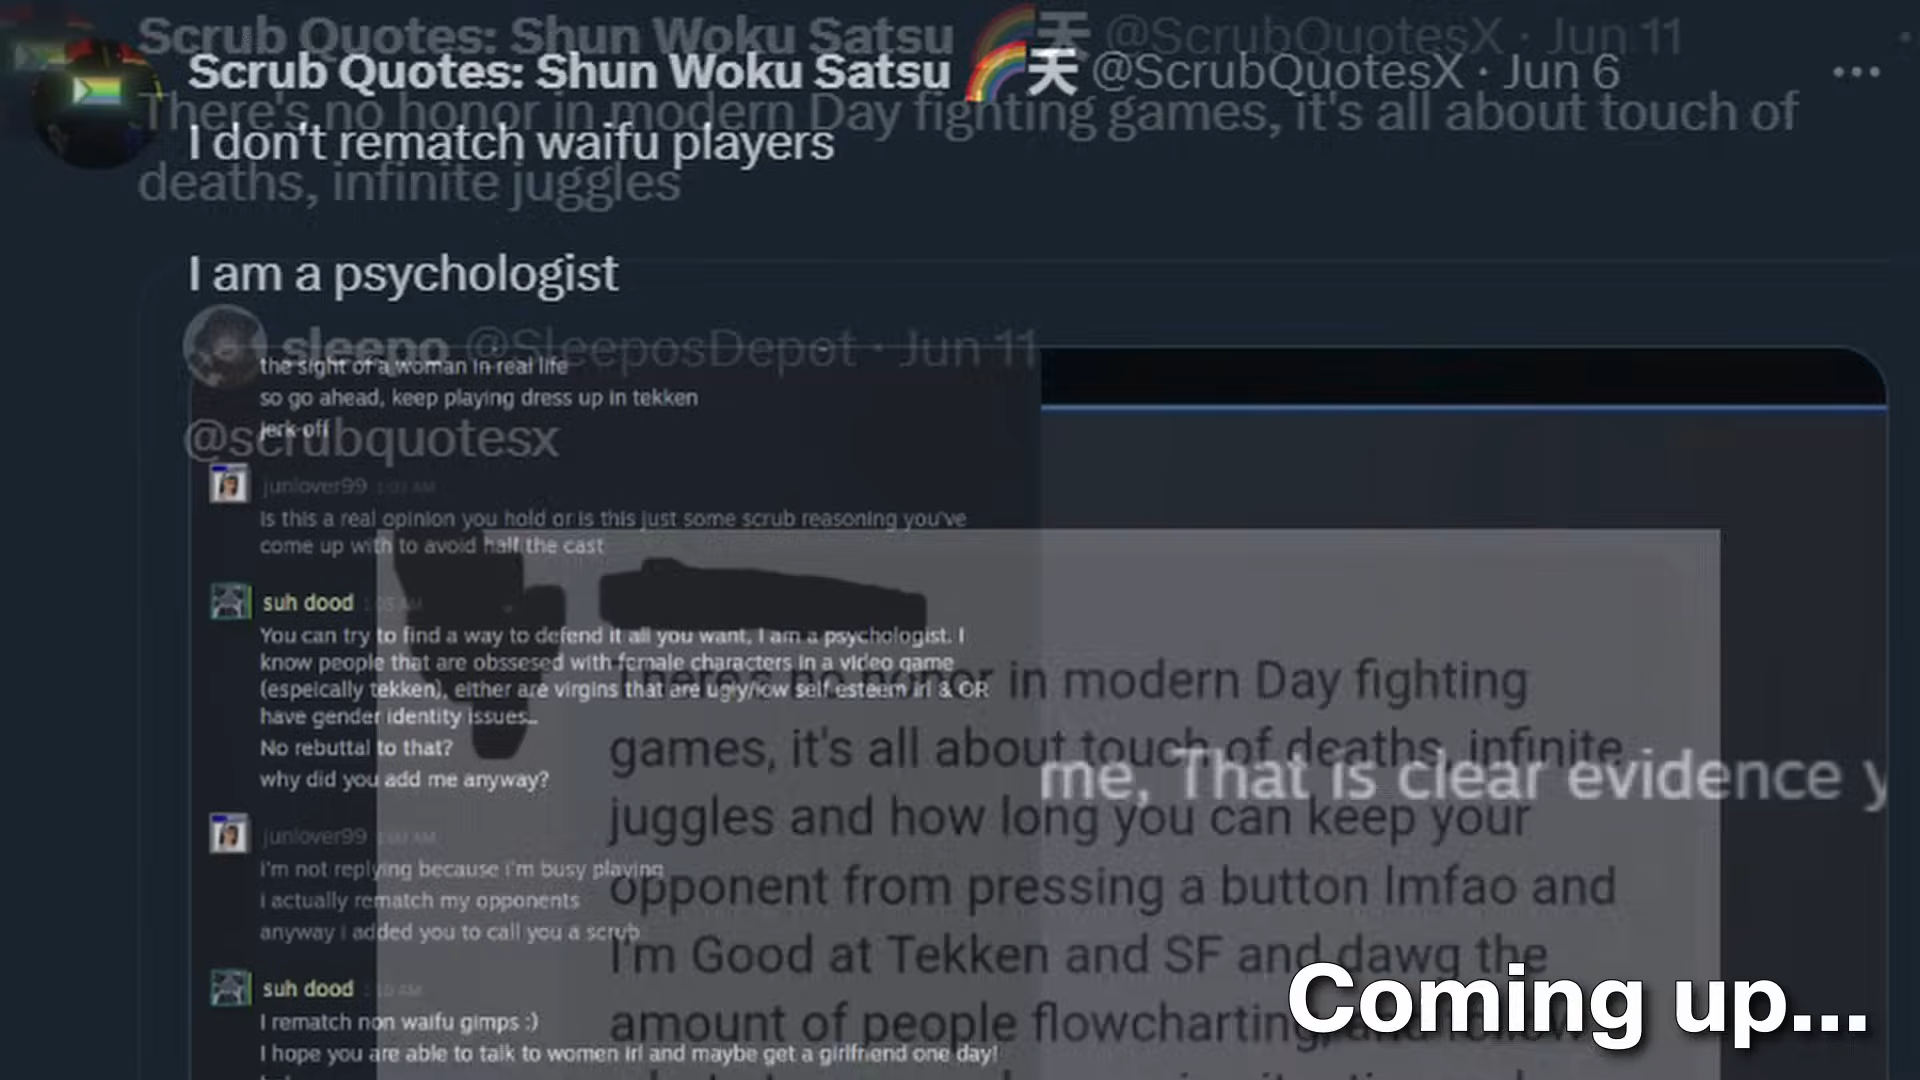 Scrub Quotes: Shun Woku Satsu 🌈天 @ScrubQuotesX · Jun 11
Scrub Quotes: Shun Woku Satsu 🌈天 @ScrubQuotesX · Jun 6
There's no honor in modern Day fighting games, it's all about touch of
deaths, infinite juggles
I don't rematch waifu players
I am a psychologist
sleepo @SleeposDepot · Jun 11
@scrubquotesx
the sight of a woman in real life
so go ahead, keep playing dress up in tekken
jerk off
junlover99
Is this a real opinion you hold or is this just some scrub reasoning you've
come up with to avoid half the cast
suh dood 1:05 AM
You can try to find a way to defend it all you want, I am a psychologist. I
know people that are obssesed with female characters in a video game
(espeically tekken), either are virgins that are ugly/low self esteem irl & OR
have gender identity issues...
No rebuttal to that?
why did you add me anyway?
junlover99
i'm not replying because i'm busy playing
i actually rematch my opponents
anyway i added you to call you a scrub
suh dood
I rematch non waifu gimps :)
I hope you are able to talk to women irl and maybe get a girlfriend one day!
There's no honor in modern Day fighting
games, it's all about touch of deaths, infinite
juggles and how long you can keep your
opponent from pressing a button lmfao and
I'm Good at Tekken and SF and dawg the
amount of people flowcharting, and
me, That is clear evidence y
Coming up...